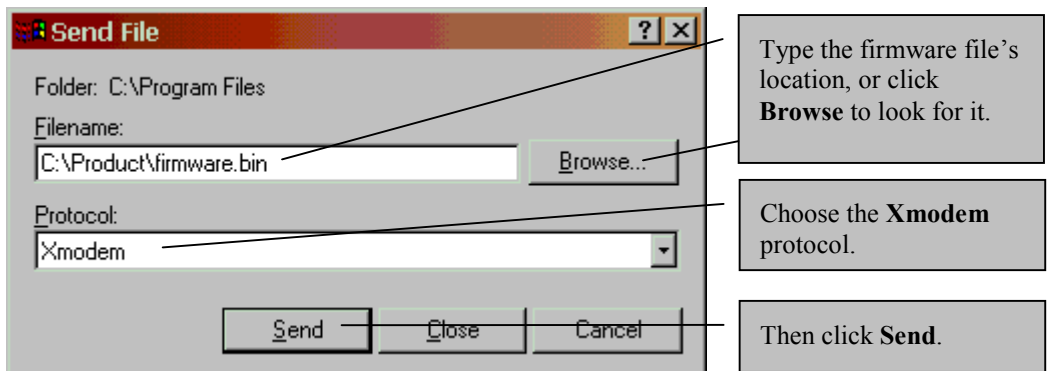 Send File
Folder: C:\Program Files
Filename:
C:\Product\firmware.bin
Browse...
Protocol:
Xmodem
Send
Close
Cancel
Type the firmware file's
location, or click
Browse to look for it.
Choose the Xmodem
protocol.
Then click Send.